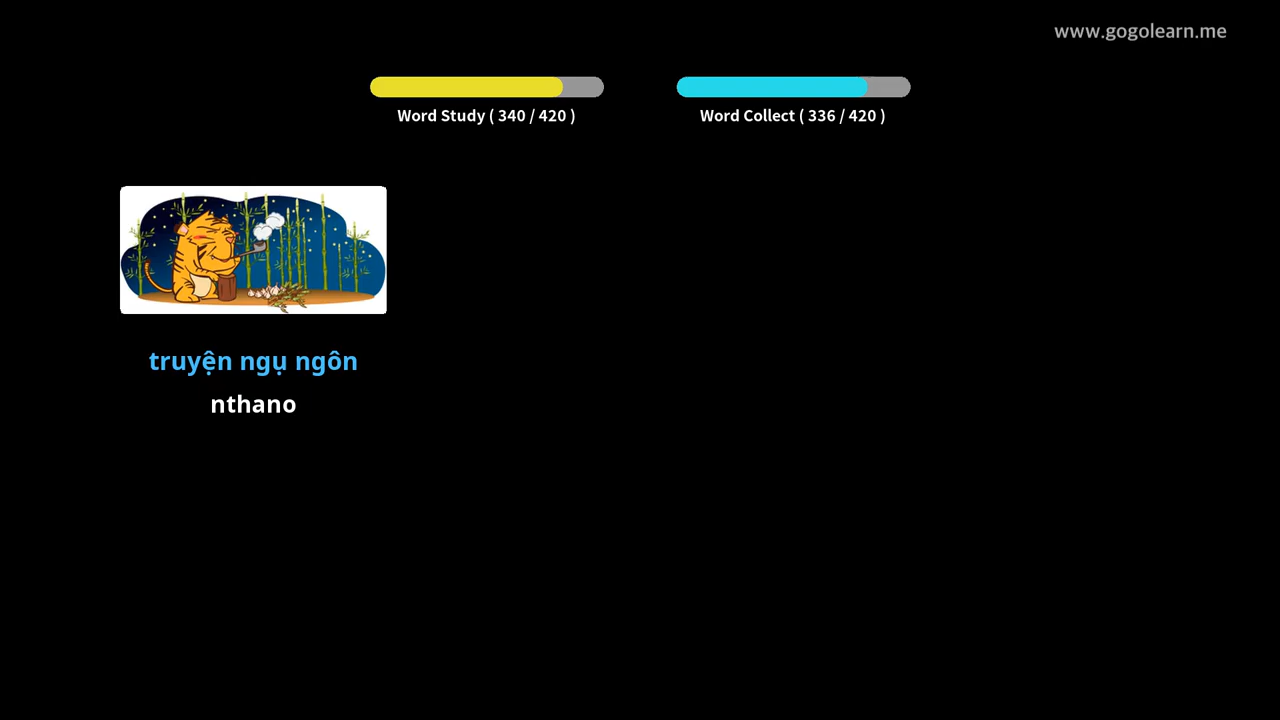 www.gogolearn.me
Word Study ( 340 / 420 )
Word Collect ( 336 / 420 )
truyện ngụ ngôn
nthano